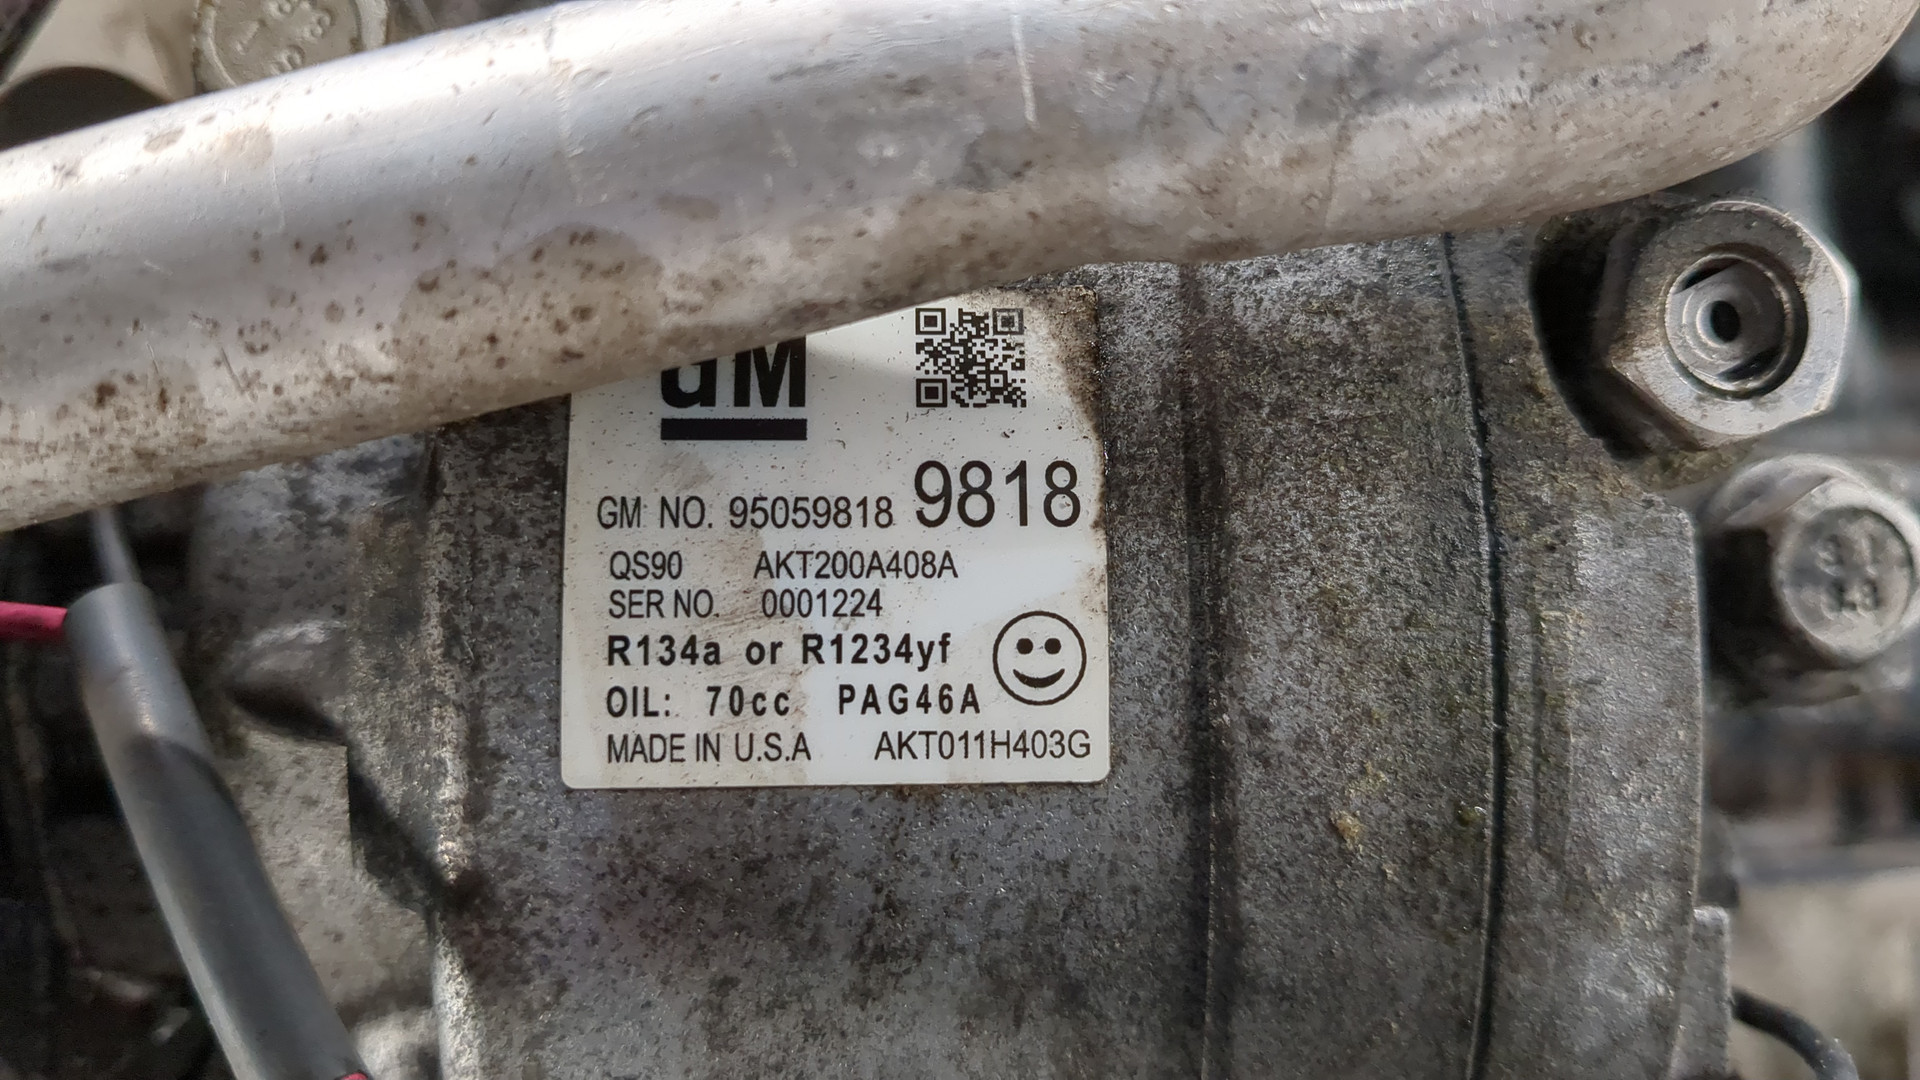 GM
GM NO. 95059818 9818
QS90 AKT200A408A
SER NO. 0001224
R134a or R1234yf
OIL: 70cc PAG46A
MADE IN U.S.A AKT011H403G